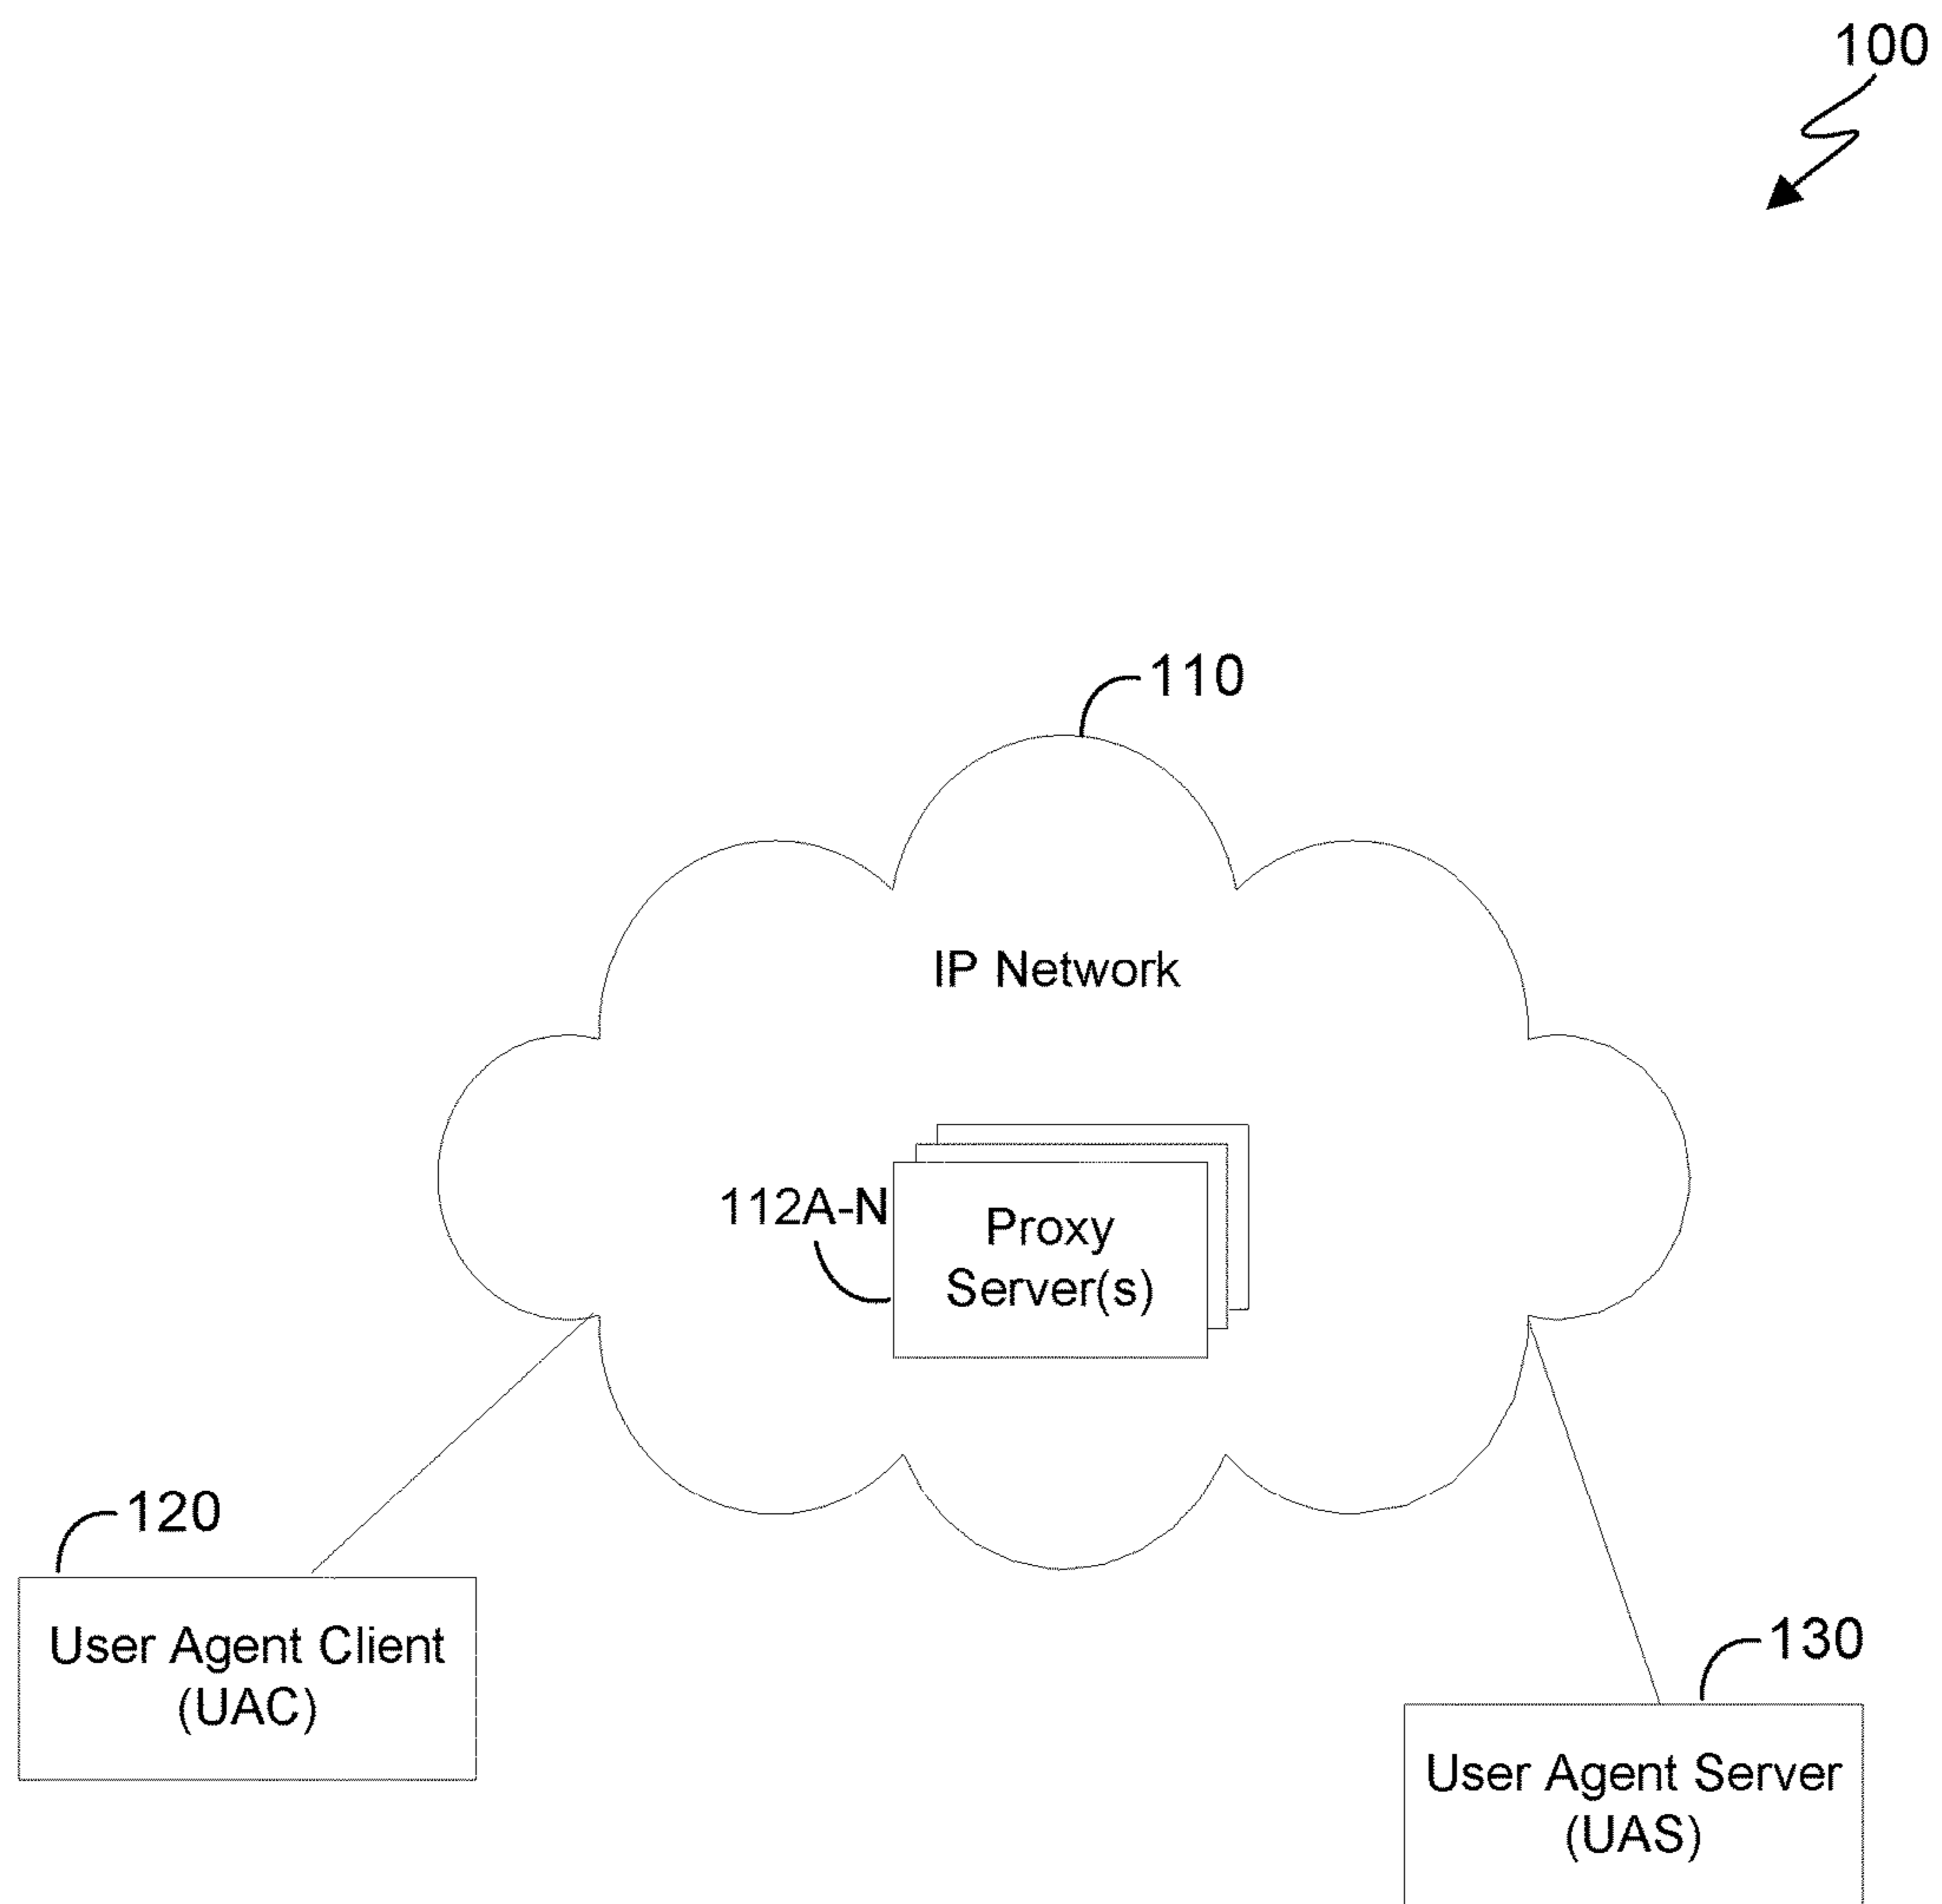 100
110
IP Network
112A-N
Proxy
Server(s)
120
User Agent Client
(UAC)
130
User Agent Server
(UAS)